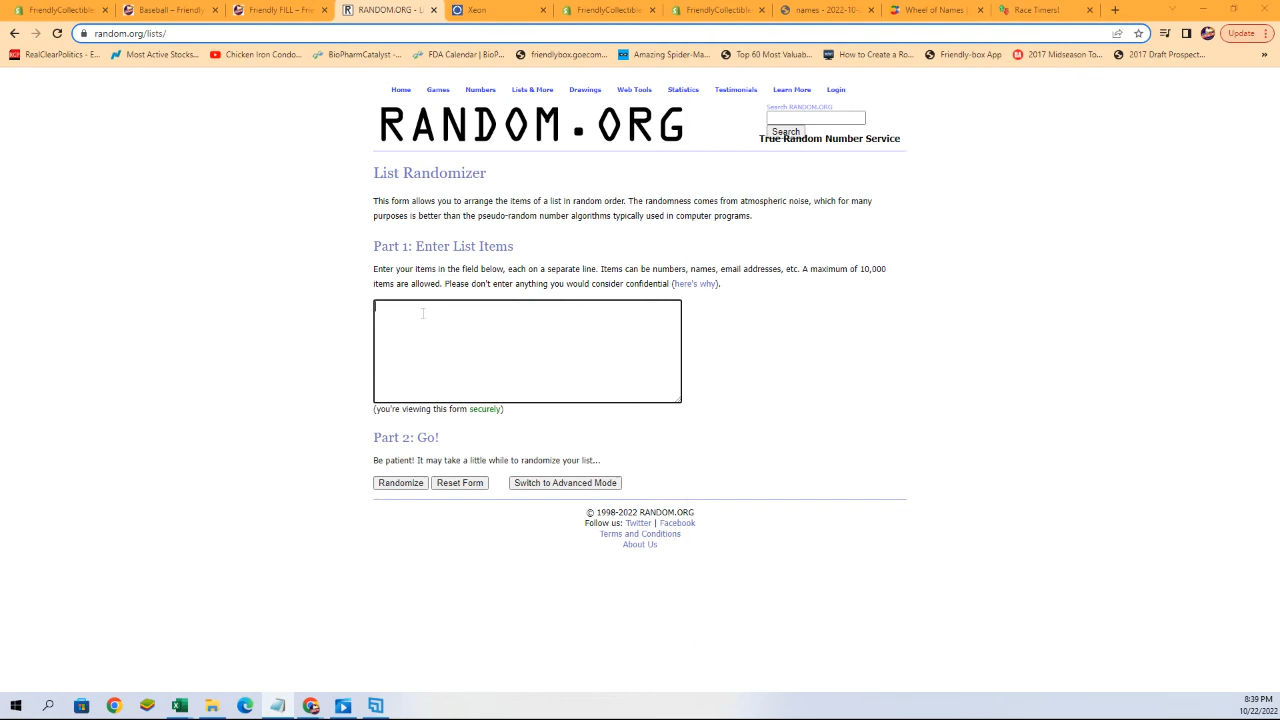 FriendlyCollectible:
Baseball – Friendly
Friendly FILL – Frie
RANDOM.ORG - L
Xeon
FriendlyCollectible:
FriendlyCollectible:
names - 2022-10-
Wheel of Names |
Race Timers!
random.org/lists/
Update
RealClearPolitics - E...
Most Active Stocks...
Chicken Iron Condo...
BioPharmCatalyst -...
FDA Calendar | BioP...
friendlybox.goecom...
Amazing Spider-Ma...
Top 60 Most Valuab...
How to Create a Ro...
Friendly-box App
2017 Midseason To...
2017 Draft Prospect...
Home Games Numbers Lists & More Drawings Web Tools Statistics Testimonials Learn More Login
RANDOM.ORG
Search RANDOM.ORG
Search
True Random Number Service
List Randomizer
This form allows you to arrange the items of a list in random order. The randomness comes from atmospheric noise, which for many
purposes is better than the pseudo-random number algorithms typically used in computer programs.
Part 1: Enter List Items
Enter your items in the field below, each on a separate line. Items can be numbers, names, email addresses, etc. A maximum of 10,000
items are allowed. Please don't enter anything you would consider confidential (here's why).
(you're viewing this form securely)
Part 2: Go!
Be patient! It may take a little while to randomize your list...
Randomize Reset Form Switch to Advanced Mode
© 1998-2022 RANDOM.ORG
Follow us: Twitter | Facebook
Terms and Conditions
About Us
8:39 PM
10/22/2022